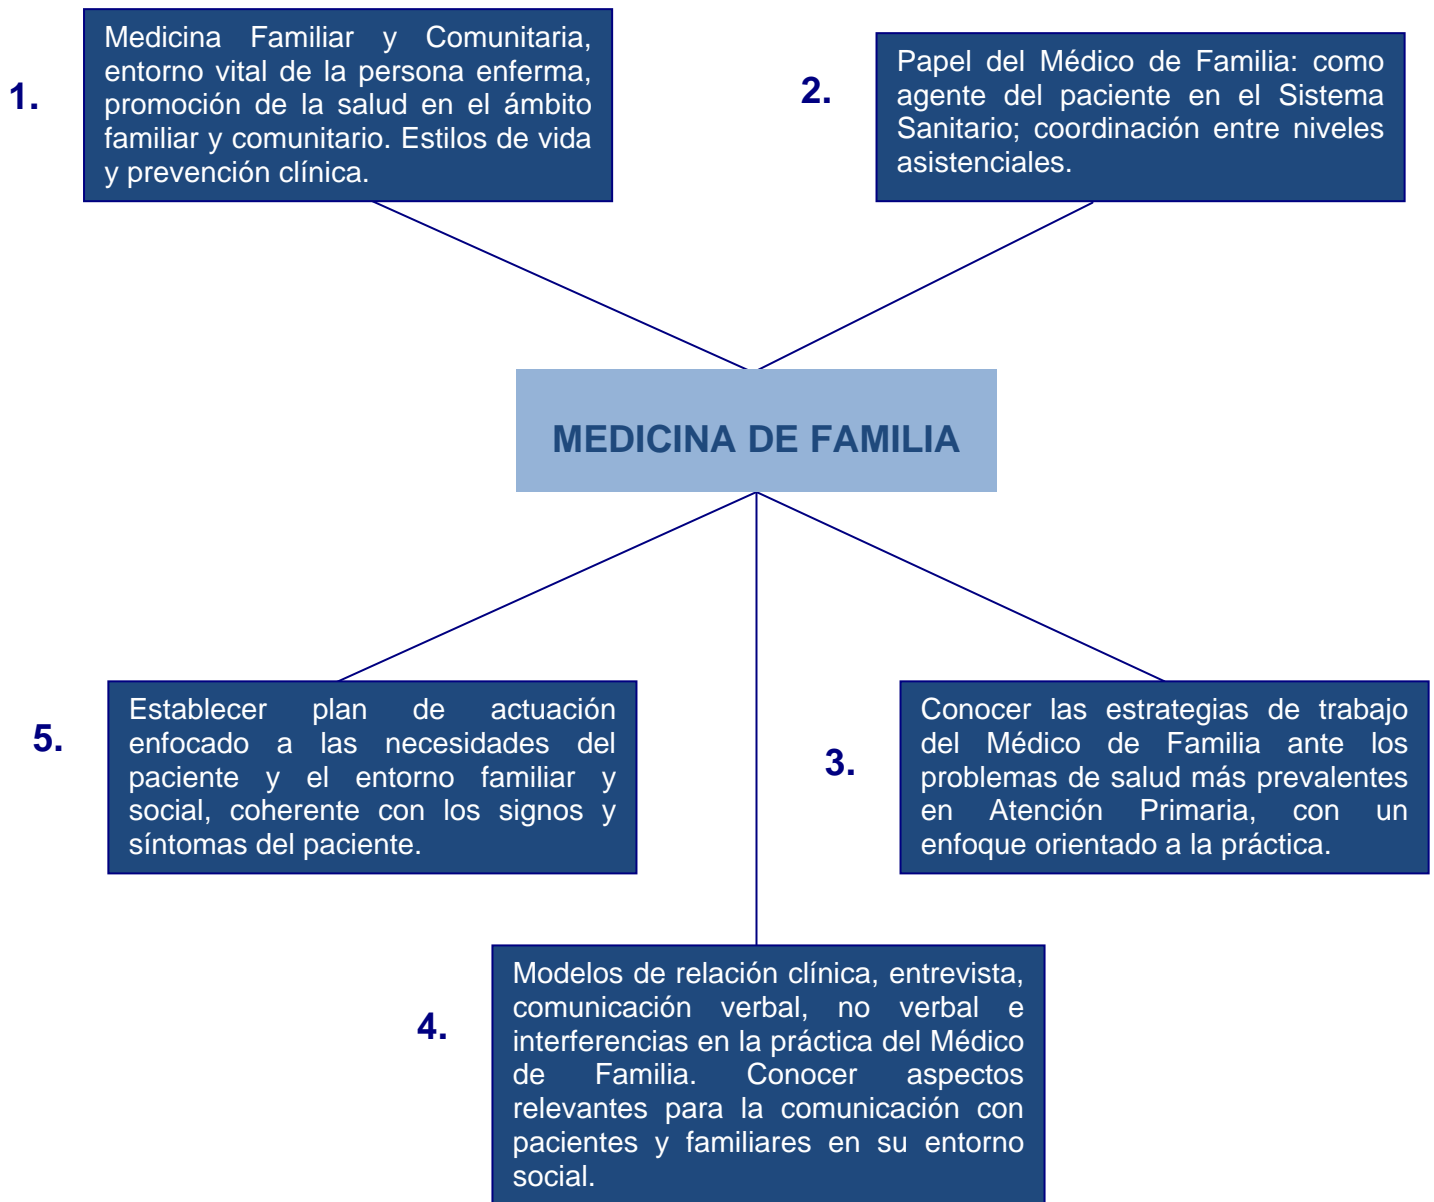 1.
Medicina Familiar y Comunitaria,
entorno vital de la persona enferma,
promoción de la salud en el ámbito
familiar y comunitario. Estilos de vida
y prevención clínica.
2.
Papel del Médico de Familia: como
agente del paciente en el Sistema
Sanitario; coordinación entre niveles
asistenciales.
MEDICINA DE FAMILIA
5.
Establecer plan de actuación
enfocado a las necesidades del
paciente y el entorno familiar y
social, coherente con los signos y
síntomas del paciente.
3.
Conocer las estrategias de trabajo
del Médico de Familia ante los
problemas de salud más prevalentes
en Atención Primaria, con un
enfoque orientado a la práctica.
4.
Modelos de relación clínica, entrevista,
comunicación verbal, no verbal e
interferencias en la práctica del Médico
de Familia. Conocer aspectos
relevantes para la comunicación con
pacientes y familiares en su entorno
social.